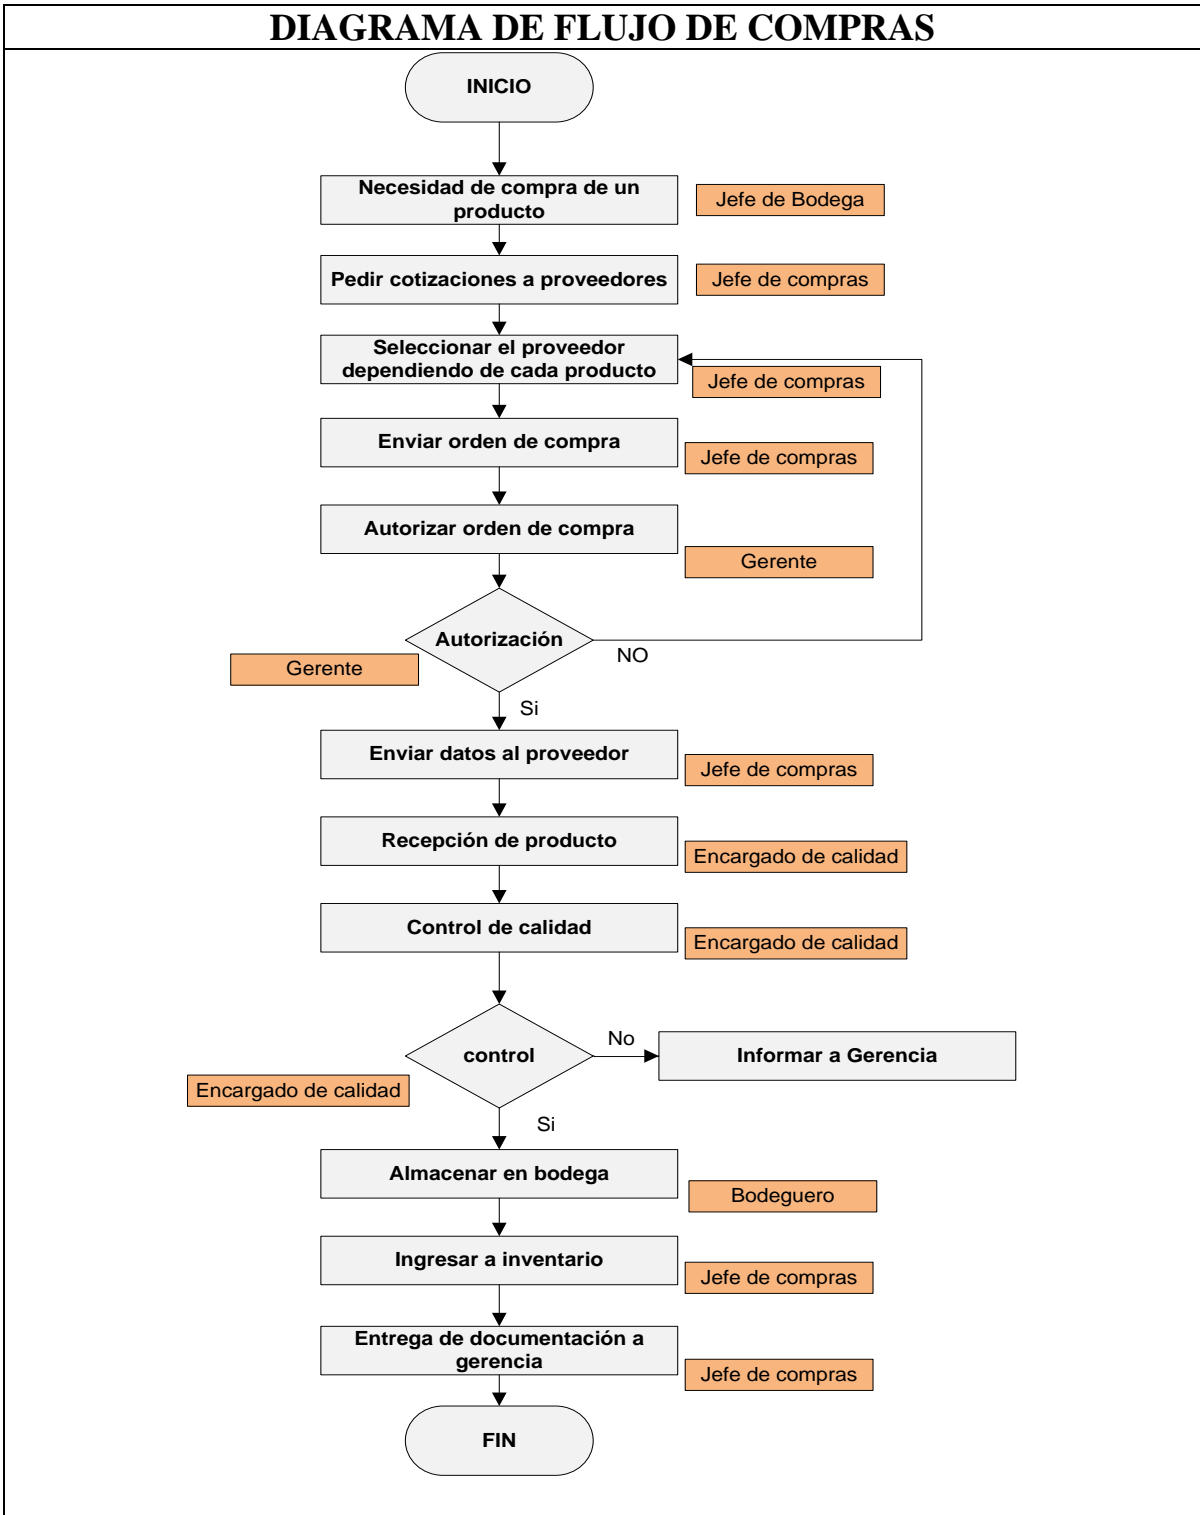 DIAGRAMA DE FLUJO DE COMPRAS
INICIO
Necesidad de compra de un
producto
Jefe de Bodega
Pedir cotizaciones a proveedores
Jefe de compras
Seleccionar el proveedor
dependiendo de cada producto
Jefe de compras
Enviar orden de compra
Jefe de compras
Autorizar orden de compra
Gerente
Autorización
NO
Gerente
Si
Enviar datos al proveedor
Jefe de compras
Recepción de producto
Encargado de calidad
Control de calidad
Encargado de calidad
control
No
Informar a Gerencia
Encargado de calidad
Si
Almacenar en bodega
Bodeguero
Ingresar a inventario
Jefe de compras
Entrega de documentación a
gerencia
Jefe de compras
FIN